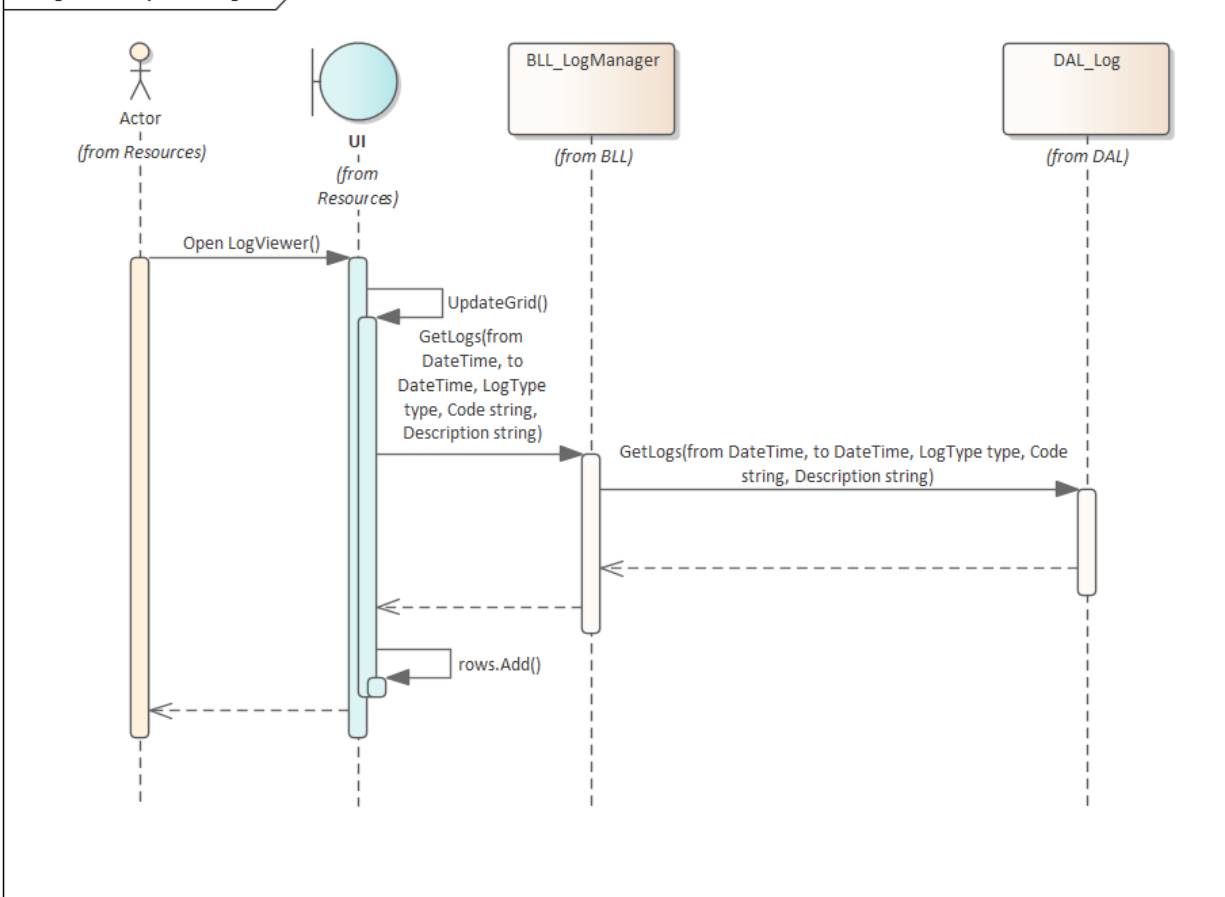 BLL_LogManager
DAL_Log
Actor
(from Resources)
UI
(from
Resources)
(from BLL)
(from DAL)
Open LogViewer()
UpdateGrid()
GetLogs(from
DateTime, to
DateTime, LogType
type, Code string,
Description string)
GetLogs(from DateTime, to DateTime, LogType type, Code
string, Description string)
rows.Add()